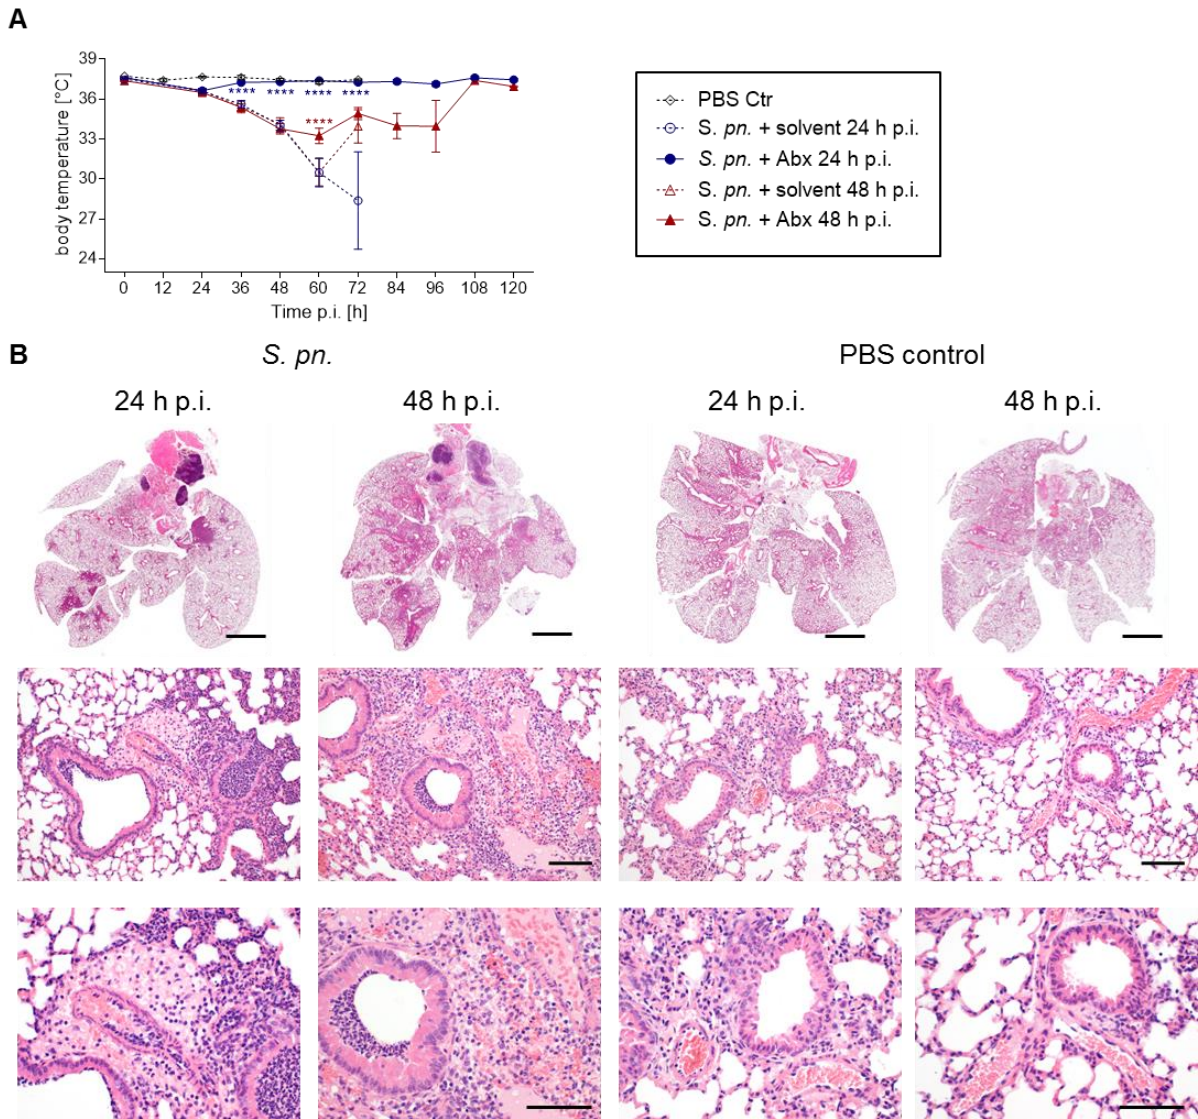 A
39
36
33
30
27
24
body temperature [°C]
**** **** **** ****
****
0 12 24 36 48 60 72 84 96 108 120
Time p.i. [h]
PBS Ctr
S. pn. + solvent 24 h p.i.
S. pn. + Abx 24 h p.i.
S. pn. + solvent 48 h p.i.
S. pn. + Abx 48 h p.i.
B
S. pn. PBS control
24 h p.i. 48 h p.i. 24 h p.i. 48 h p.i.